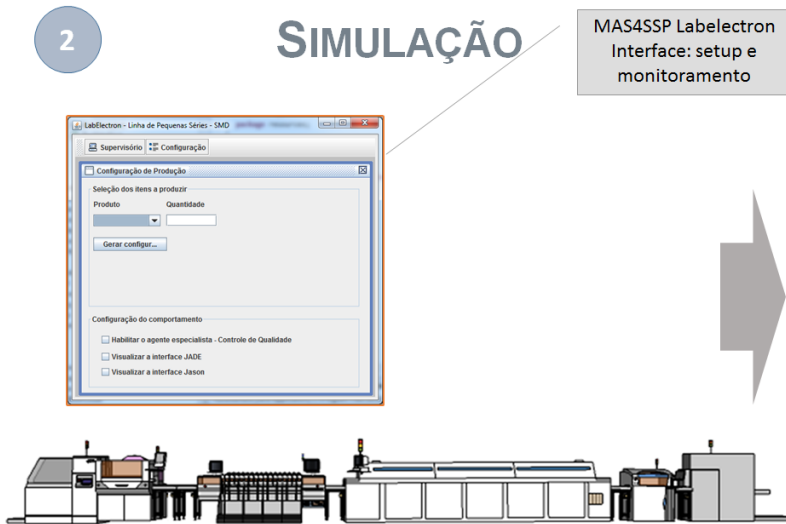 2
SIMULAÇÃO
MAS4SSP Labelectron
Interface: setup e
monitoramento
LabElectron - Linha de Pequenas Séries - SMD
Supervisório Configuração
Configuração de Produção
Seleção dos itens a produzir
Produto Quantidade
Gerar configur...
Configuração do comportamento
Habilitar o agente especialista - Controle de Qualidade
Visualizar a interface JADE
Visualizar a interface Jason